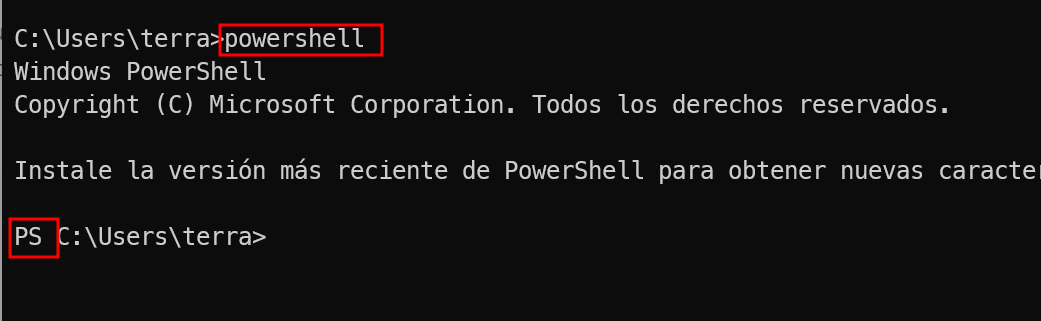 C:\Users\terra>powershell
Windows PowerShell
Copyright (C) Microsoft Corporation. Todos los derechos reservados.
Instale la versión más reciente de PowerShell para obtener nuevas
PS C:\Users\terra>